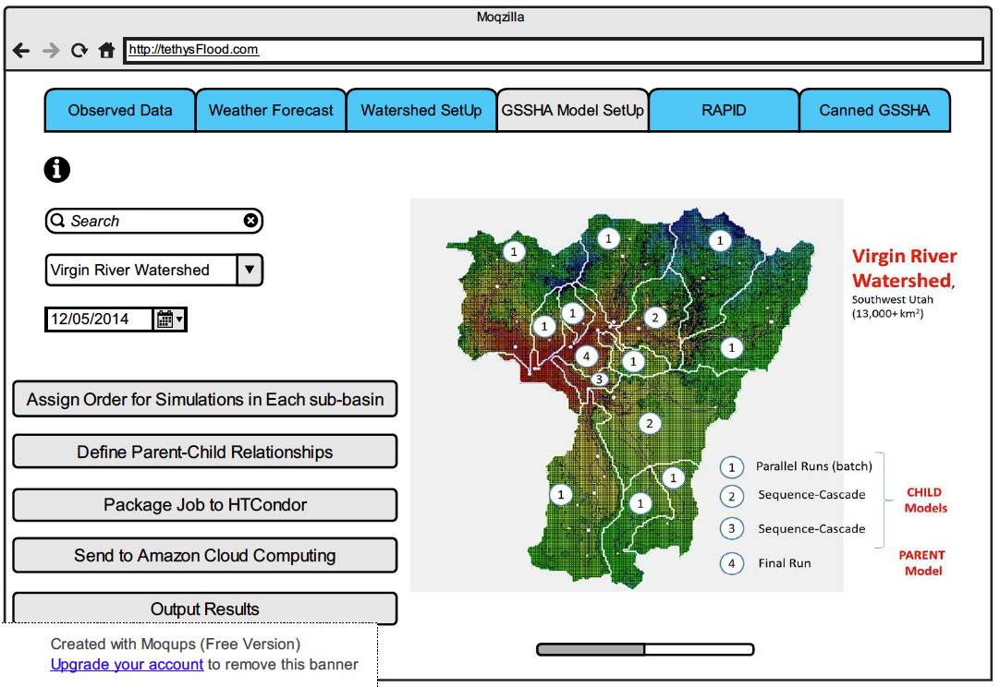 Moqzilla
http://tethysFlood.com
Observed Data
Weather Forecast
Watershed SetUp
GSSHA Model SetUp
RAPID
Canned GSSHA
Search
Virgin River Watershed
12/05/2014
Assign Order for Simulations in Each sub-basin
Define Parent-Child Relationships
Package Job to HTCondor
Send to Amazon Cloud Computing
Output Results
Created with Moqups (Free Version)
Upgrade your account to remove this banner
1
1
1
1
1
2
4
1
1
3
2
1
1
1
Virgin River
Watershed,
Southwest Utah
(13,000+ km²)
1 Parallel Runs (batch)
2 Sequence-Cascade
3 Sequence-Cascade
4 Final Run
CHILD
Models
PARENT
Model